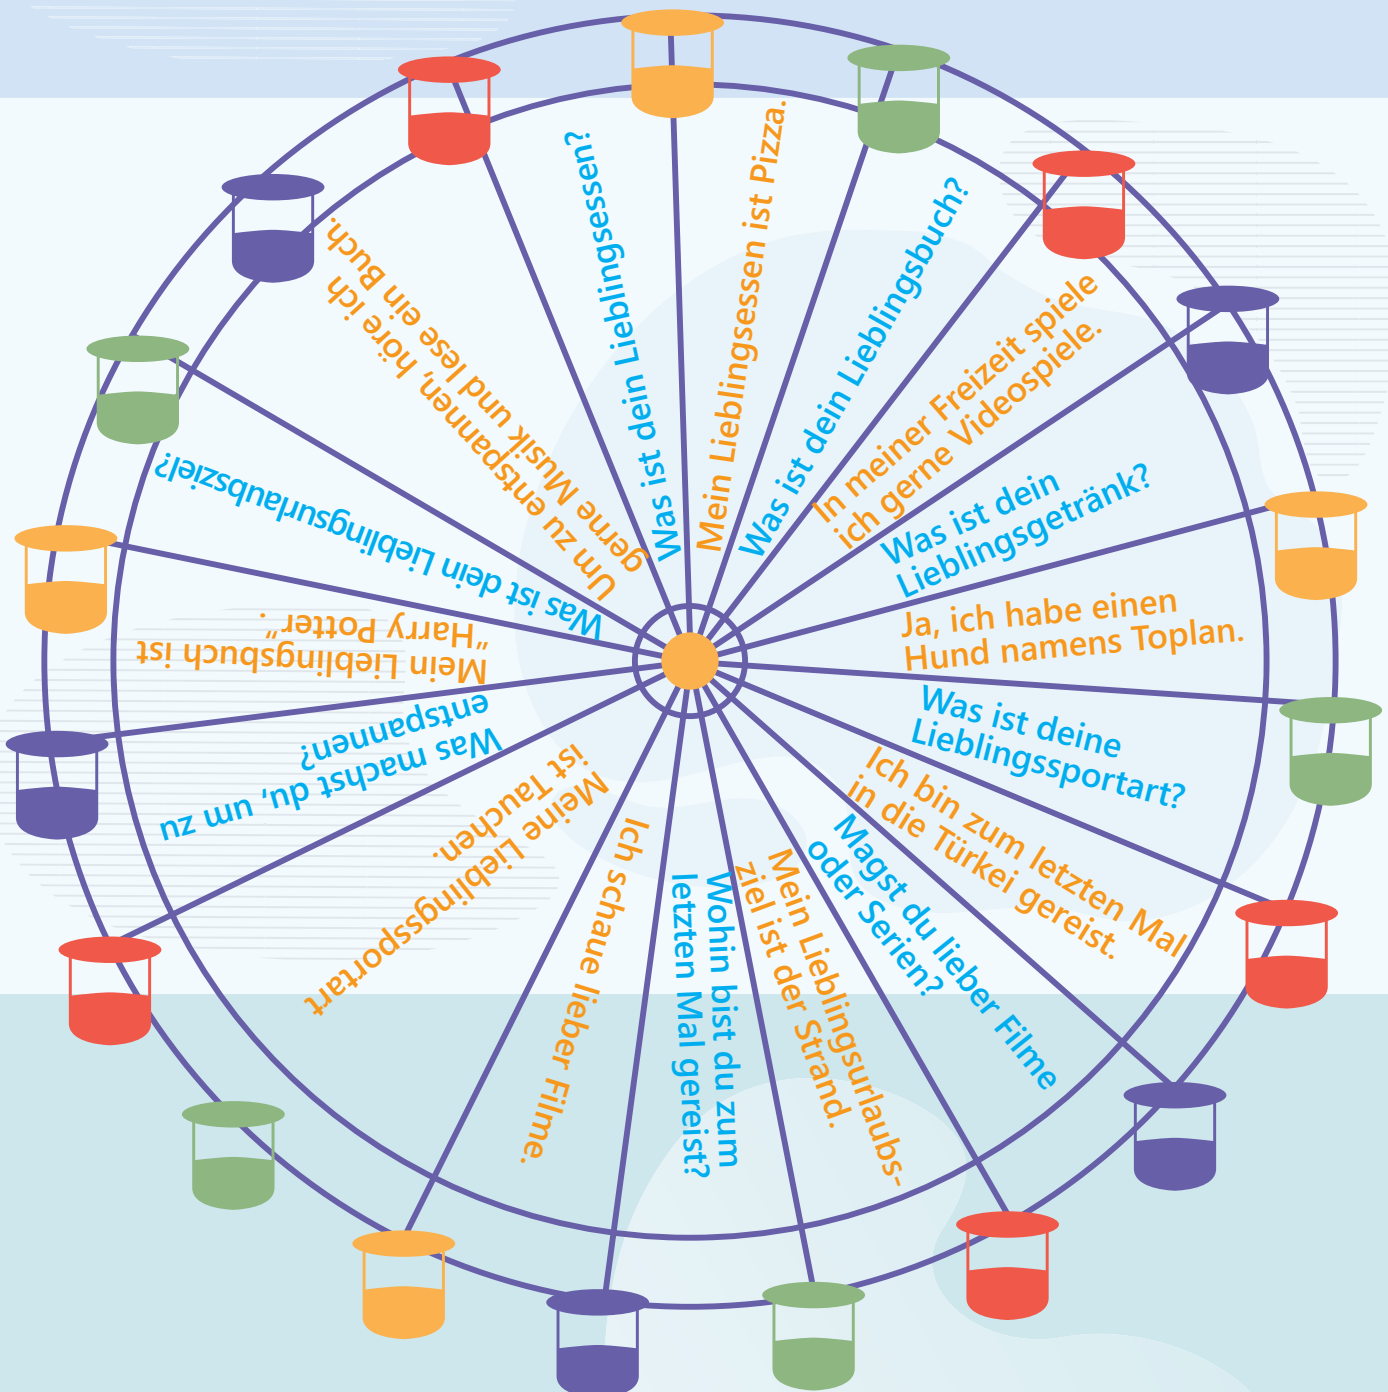 Was ist dein Lieblingsessen?
Mein Lieblingsessen ist Pizza.
Was ist dein Lieblingsbuch?
In meiner Freizeit spiele
ich gerne Videospiele.
Was ist dein
Lieblingsgetränk?
Ja, ich habe einen
Hund namens Toplan.
Was ist deine
Lieblingssportart?
Ich bin zum letzten Mal
in die Türkei gereist.
Magst du lieber Filme
oder Serien?
Mein Lieblingsurlaubs-
ziel ist der Strand.
Wohin bist du zum
letzten Mal gereist?
Ich schaue lieber Filme.
Meine Lieblingssportart
ist Tauchen.
Was machst du, um zu
entspannen?
Mein Lieblingsbuch ist
“Harry Potter”.
Was ist dein Lieblingsurlaubsziel?
Um zu entspannen, höre ich
gerne Musik und lese ein Buch.